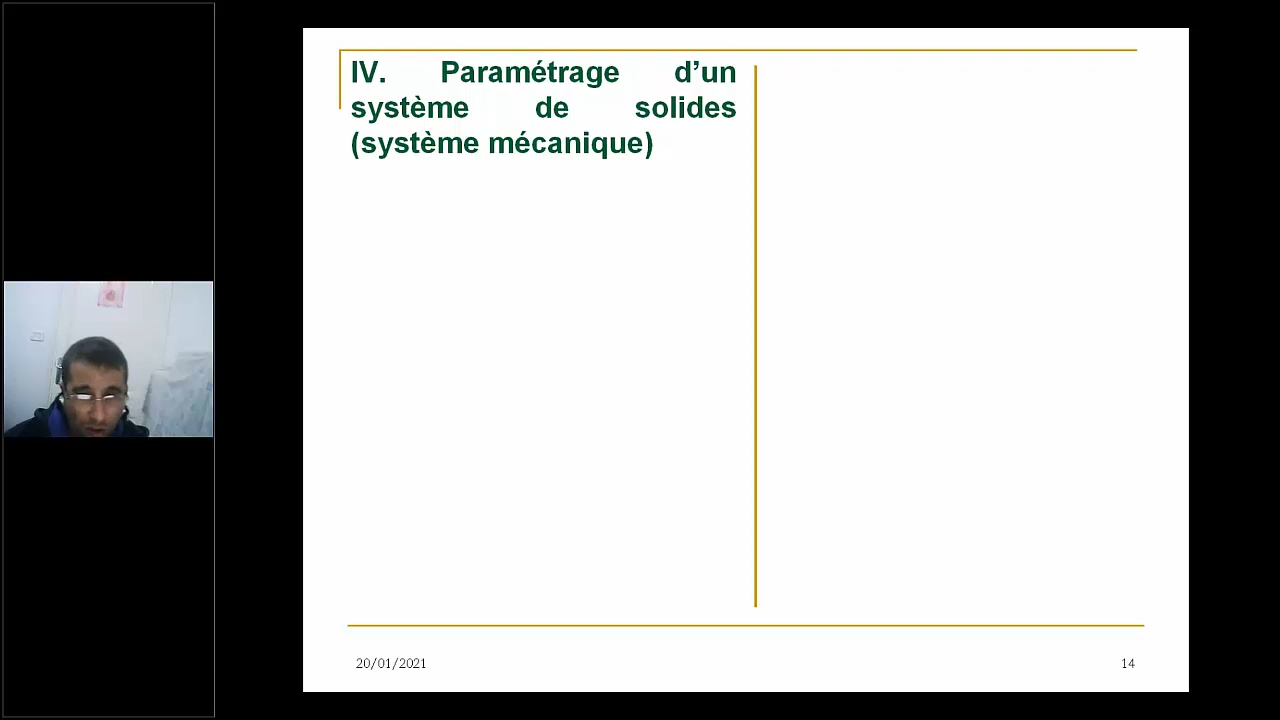 IV. Paramétrage d’un
système de solides
(système mécanique)
20/01/2021
14